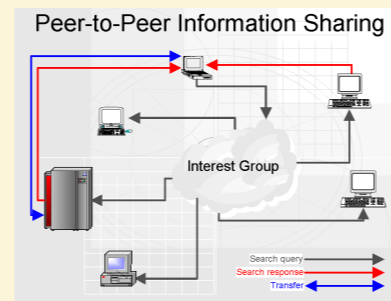 Peer-to-Peer Information Sharing
Interest Group
Search query
Search response
Transfer